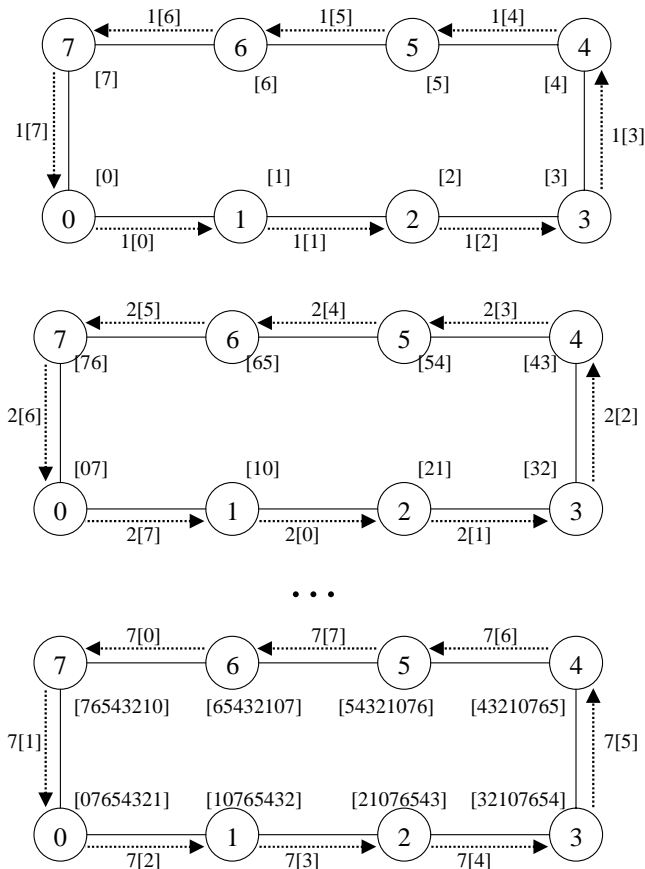 1[6] 1[5] 1[4]
7 6 5 4
[7] [6] [5] [4]
1[7] 1[3]
[0] [1] [2] [3]
0 1 2 3
1[0] 1[1] 1[2]
2[5] 2[4] 2[3]
7 6 5 4
[76] [65] [54] [43]
2[6] 2[2]
[07] [10] [21] [32]
0 1 2 3
2[7] 2[0] 2[1]
...
7[0] 7[7] 7[6]
7 6 5 4
[76543210] [65432107] [54321076] [43210765]
7[1] 7[5]
[07654321] [10765432] [21076543] [32107654]
0 1 2 3
7[2] 7[3] 7[4]